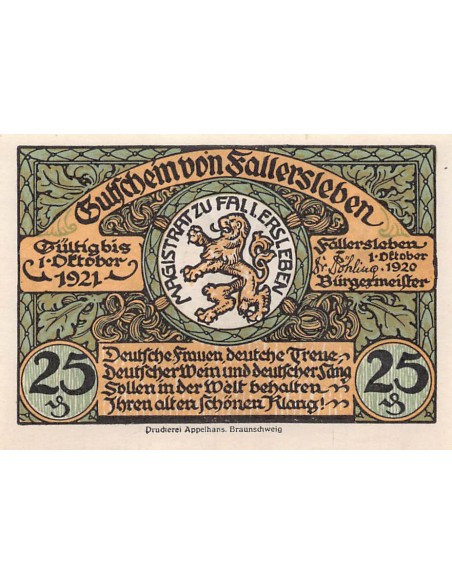 Gutschein von Fallersleben
MAGISTRAT ZU FALLERSLEBEN
Gültig bis
1. Oktober
1921
Fallersleben
1. Oktober
1920
Bürgermeister
Deutsche Frauen deutche Treue
Deutscher Wein und deutscher Sang
Sollen in der Welt behalten
Ihren alten schönen Klang!
25
25
Druckerei Appelhans. Braunschweig